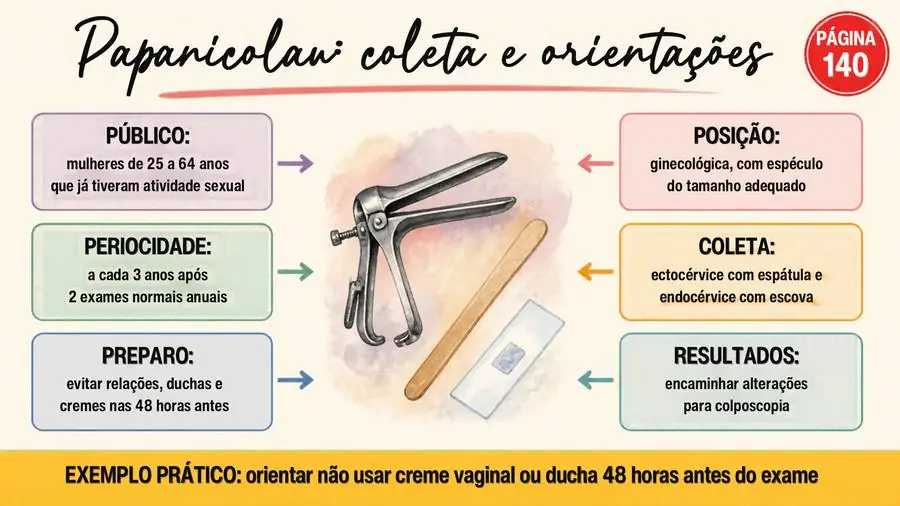 Papanicolau: coleta e orientações
PÁGINA
140
PÚBLICO:
mulheres de 25 a 64 anos
que já tiveram atividade sexual
PERIOCIDADE:
a cada 3 anos após
2 exames normais anuais
PREPARO:
evitar relações, duchas e
cremes nas 48 horas antes
POSIÇÃO:
ginecológica, com espéculo
do tamanho adequado
COLETA:
ectocérvice com espátula e
endocérvice com escova
RESULTADOS:
encaminhar alterações
para colposcopia
EXEMPLO PRÁTICO: orientar não usar creme vaginal ou ducha 48 horas antes do exame